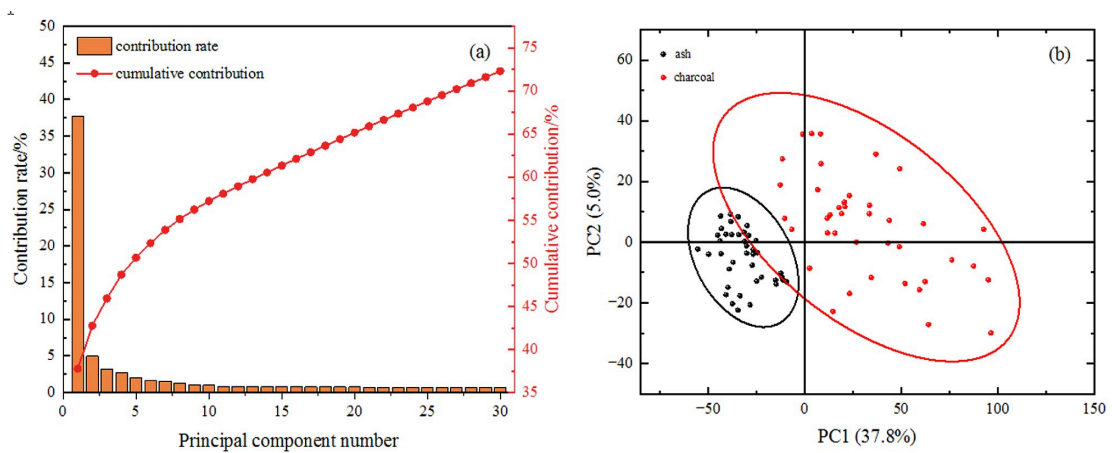 50
45
40
35
30
25
20
15
10
5
0
Contribution rate/%
contribution rate
cumulative contribution
(a)
75
70
65
60
55
50
45
40
35
Cumulative contribution/%
0 5 10 15 20 25 30
Principal component number
60
40
20
0
−20
−40
PC2 (5.0%)
ash
charcoal
(b)
−50 0 50 100 150
PC1 (37.8%)